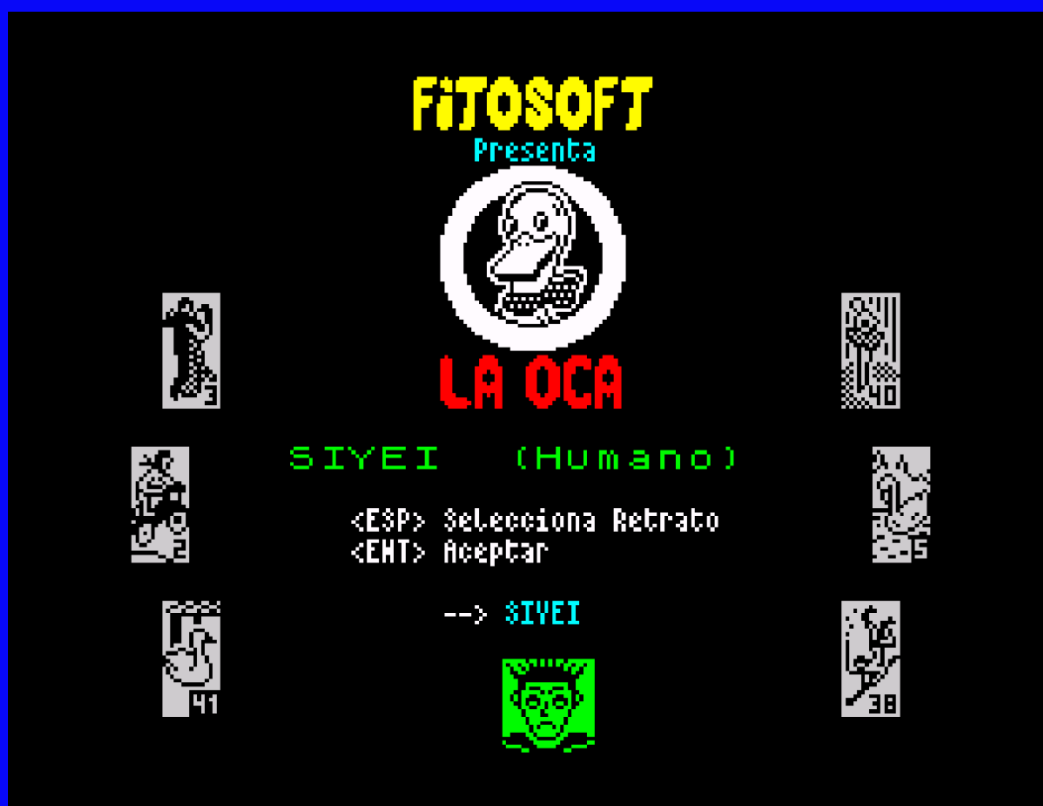 FiTOSOFT
Presenta
LA OCA
3
40
SIYEI (Humano)
2
5
<ESP> Selecciona Retrato
<ENT> Aceptar
--> SIYEI
41
38